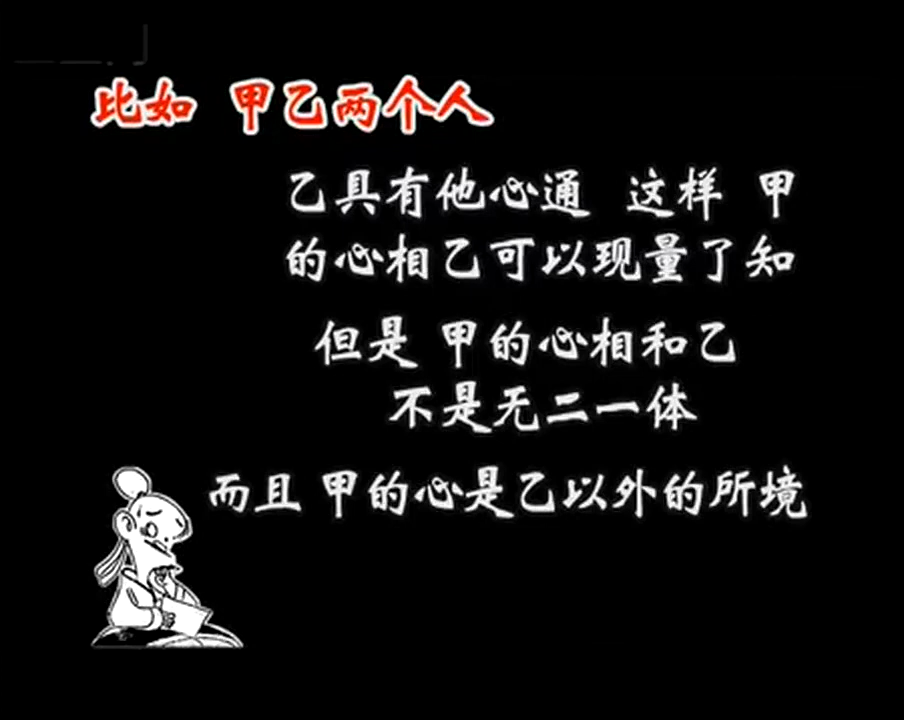 比如 甲乙两个人
乙具有他心通 这样 甲
的心相乙可以现量了知
但是 甲的心相和乙
不是无二一体
而且 甲的心是乙以外的所境